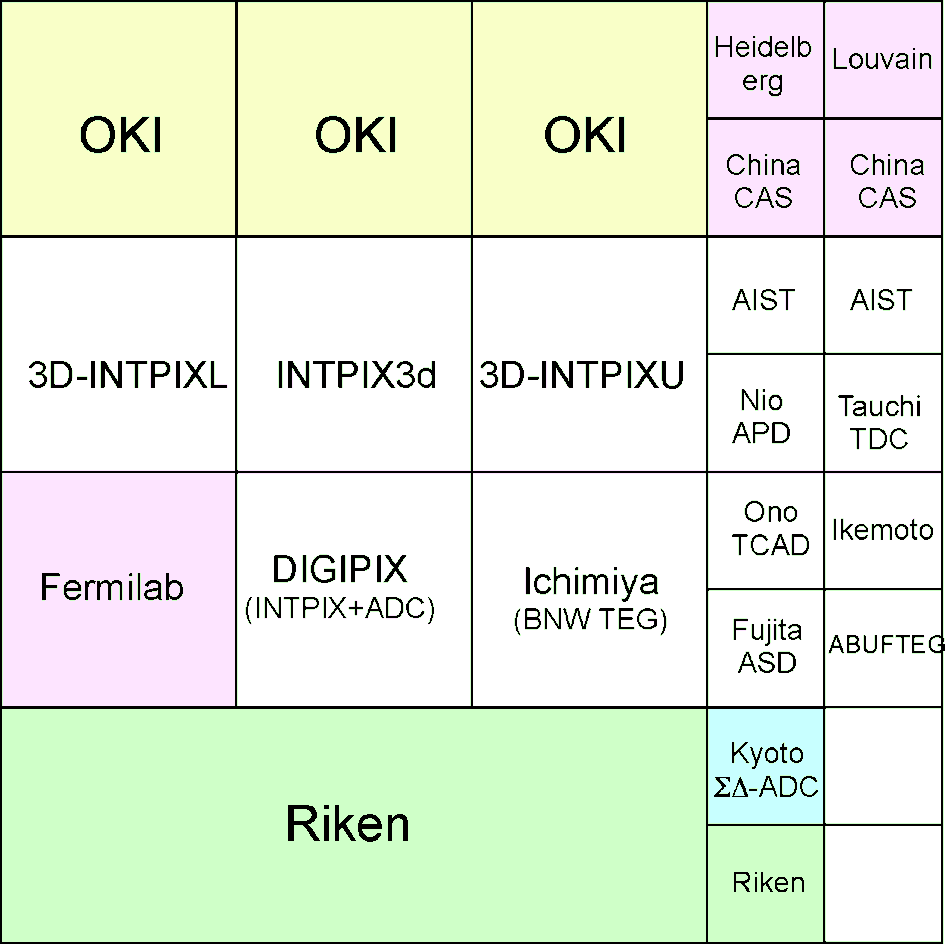 OKI
OKI
OKI
Heidelb
erg
Louvain
China
CAS
China
CAS
3D-INTPIXL
INTPIX3d
3D-INTPIXU
AIST
AIST
Nio
APD
Tauchi
TDC
Fermilab
DIGIPIX
(INTPIX+ADC)
Ichimiya
(BNW TEG)
Ono
TCAD
Ikemoto
Fujita
ASD
ABUFTEG
Riken
Kyoto
ΣΔ-ADC
Riken